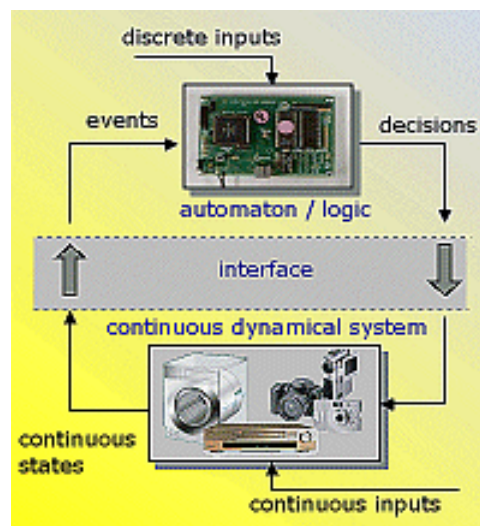 discrete inputs
events
decisions
automaton / logic
interface
continuous dynamical system
continuous
states
continuous inputs